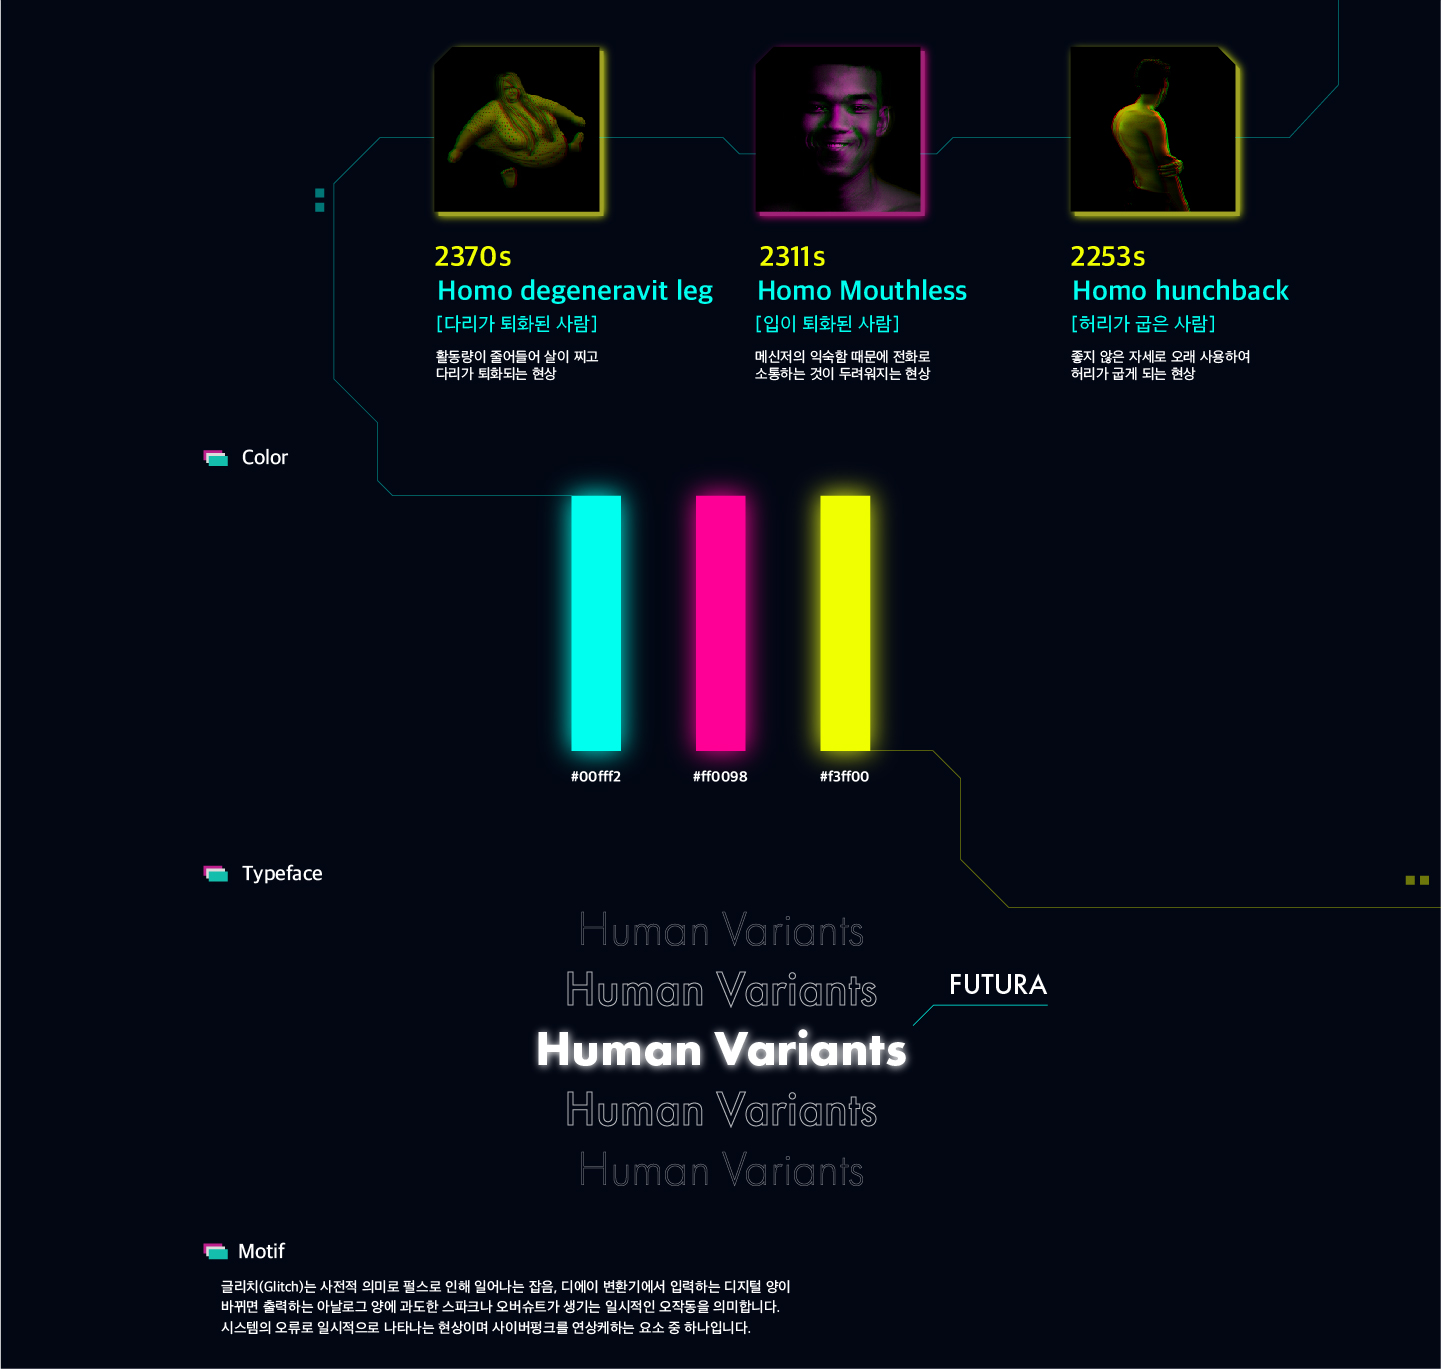 2370s
Homo degeneravit leg
[다리가 퇴화된 사람]
활동량이 줄어들어 살이 찌고
다리가 퇴화되는 현상
2311s
Homo Mouthless
[입이 퇴화된 사람]
메신저의 익숙함 때문에 전화로
소통하는 것이 두려워지는 현상
2253s
Homo hunchback
[허리가 굽은 사람]
좋지 않은 자세로 오래 사용하여
허리가 굽게 되는 현상
Color
#00fff2
#ff0098
#f3ff00
Typeface
Human Variants
Human Variants
FUTURA
Human Variants
Human Variants
Human Variants
Motif
글리치(Glitch)는 사전적 의미로 펄스로 인해 일어나는 잡음, 디에이 변환기에서 입력하는 디지털 양이
바뀌면 출력하는 아날로그 양에 과도한 스파크나 오버슈트가 생기는 일시적인 오작동을 의미합니다.
시스템의 오류로 일시적으로 나타나는 현상이며 사이버펑크를 연상케하는 요소 중 하나입니다.